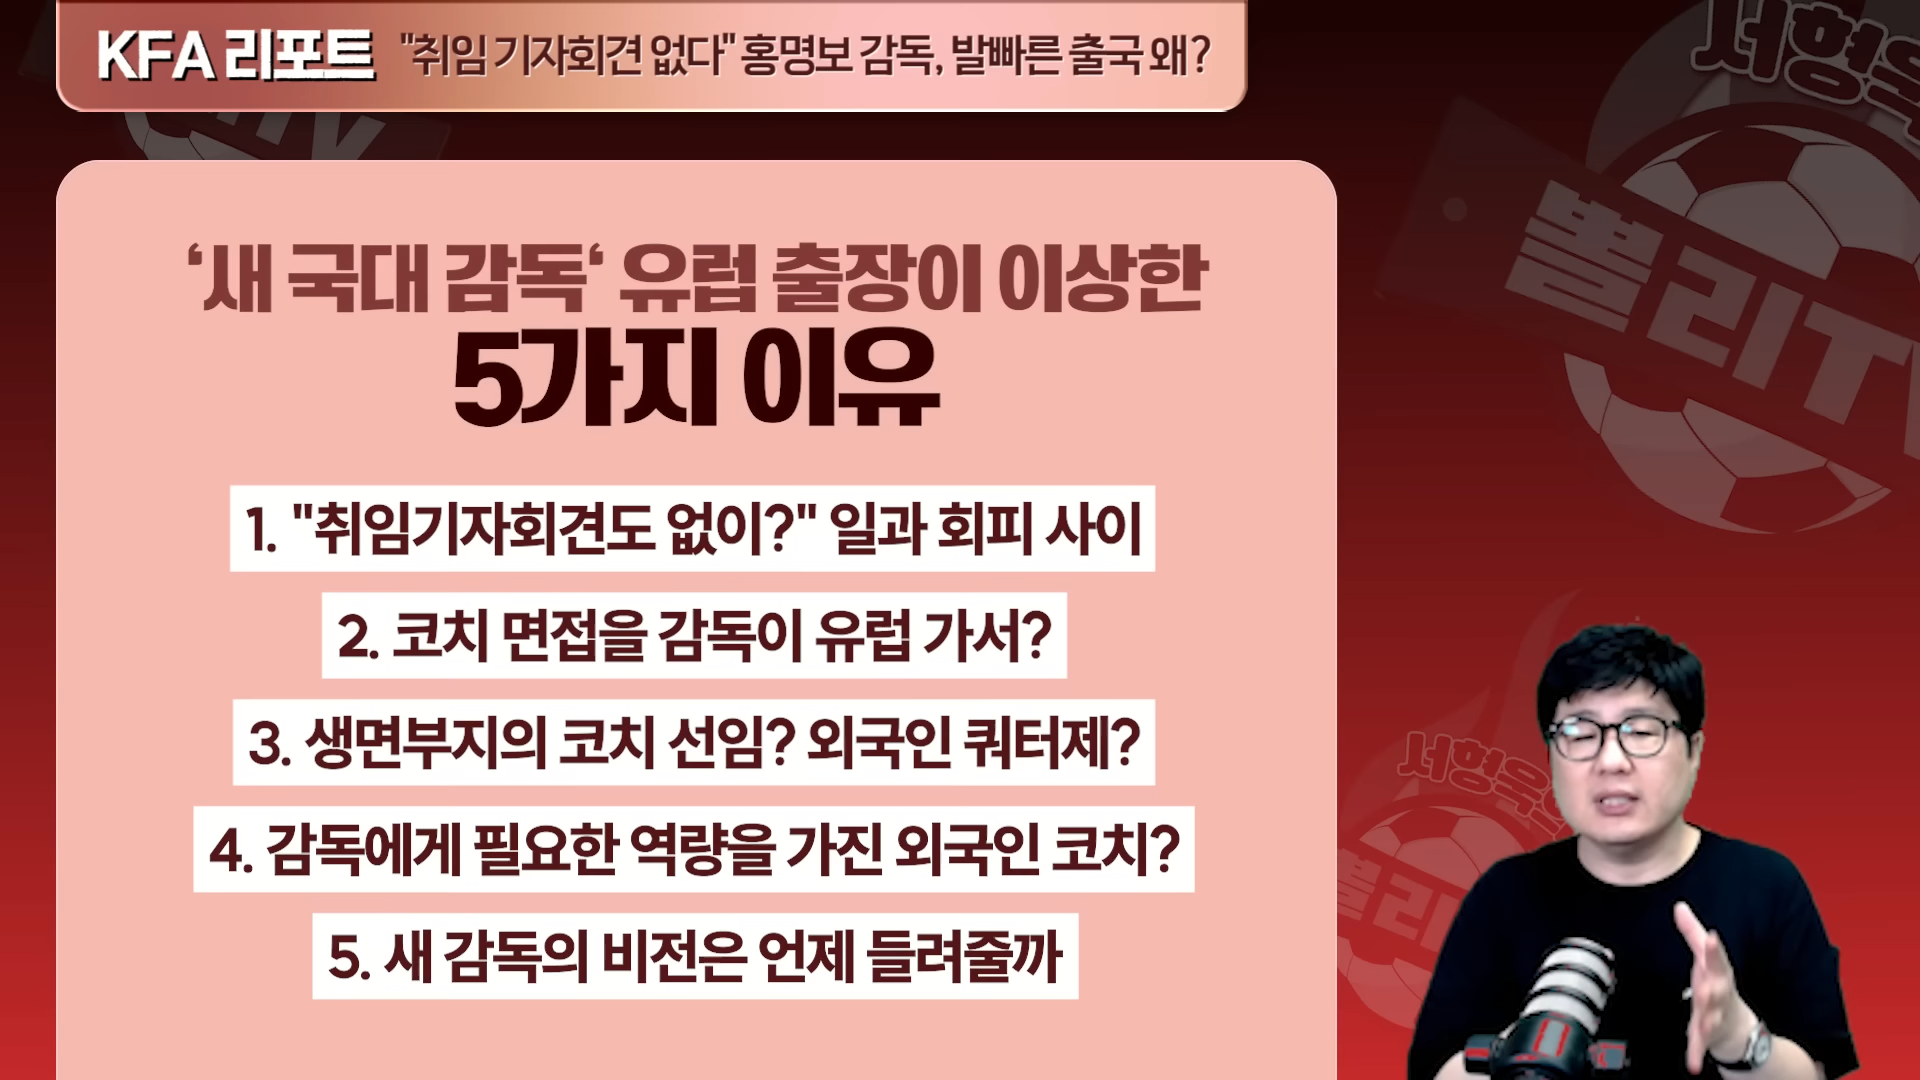 KFA 리포트 "취임 기자회견 없다" 홍명보 감독, 발빠른 출국 왜?
서형욱
뽈리TV
‘새 국대 감독‘ 유럽 출장이 이상한
5가지 이유
1. "취임기자회견도 없이?" 일과 회피 사이
2. 코치 면접을 감독이 유럽 가서?
3. 생면부지의 코치 선임? 외국인 쿼터제?
4. 감독에게 필요한 역량을 가진 외국인 코치?
5. 새 감독의 비전은 언제 들려줄까
서형욱
뽈리